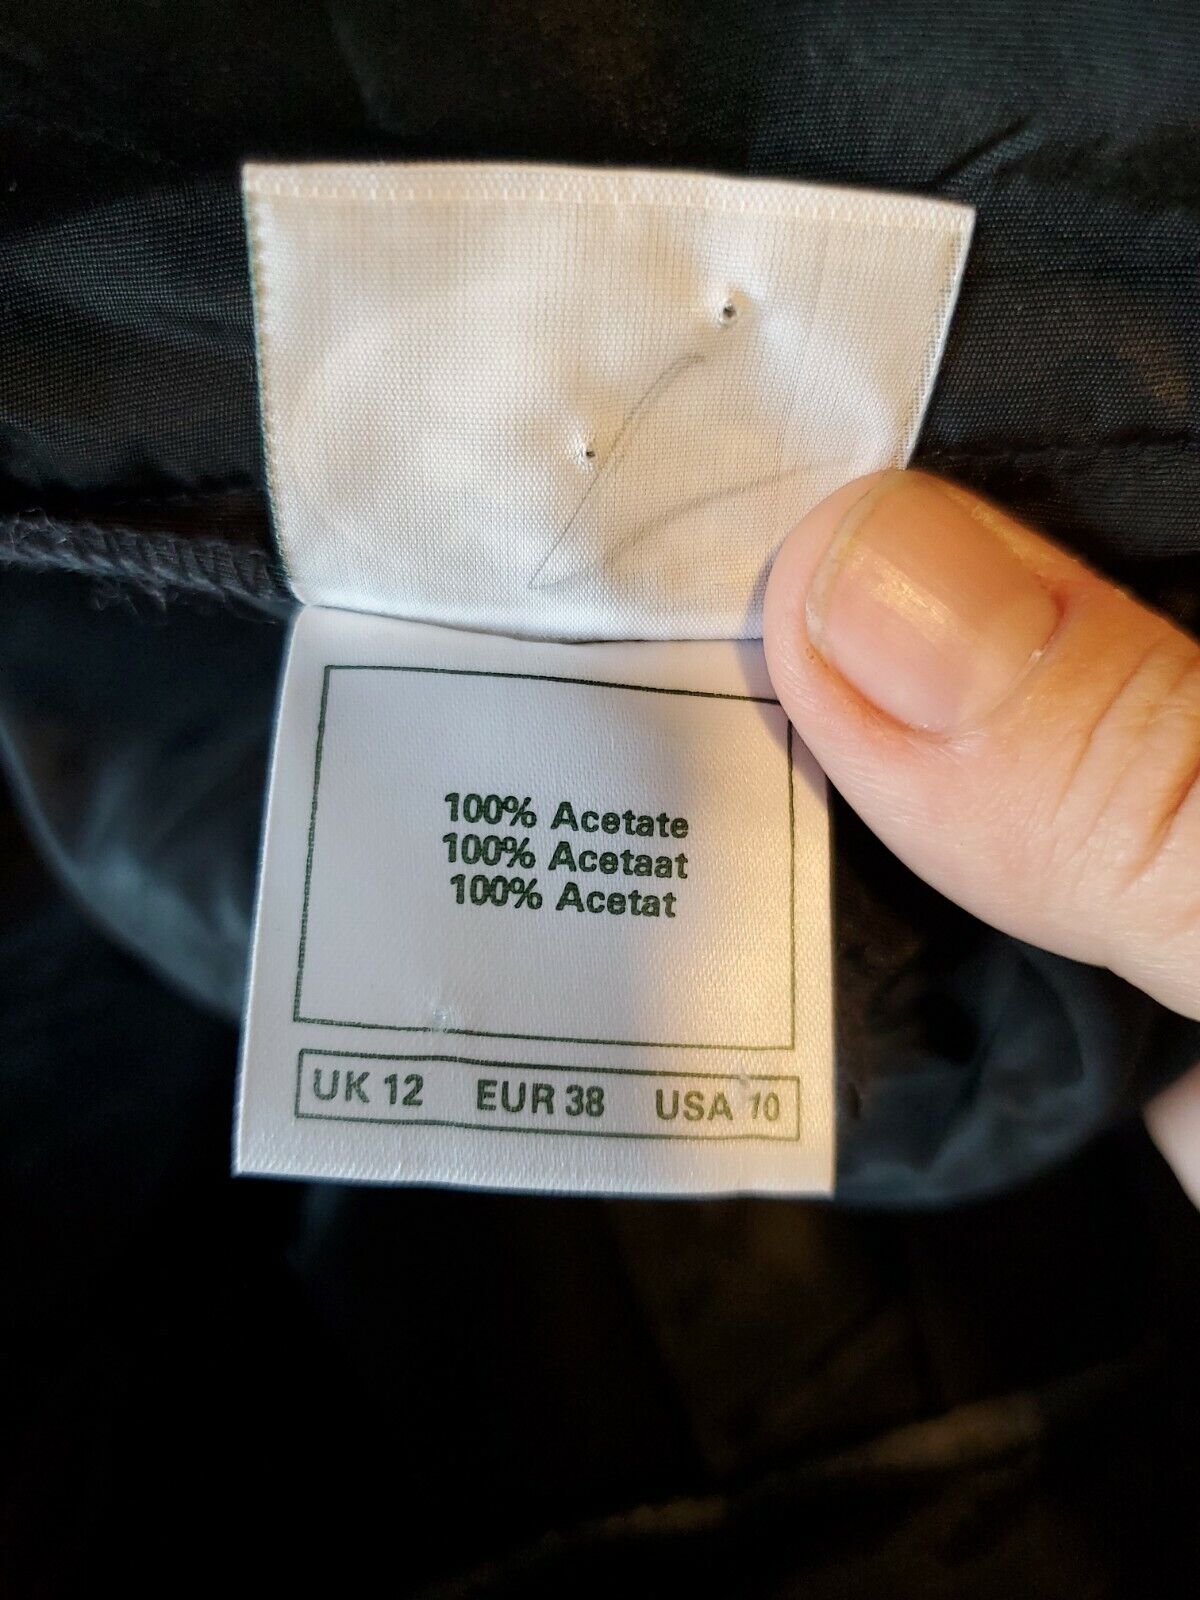 100% Acetate
100% Acetaat
100% Acetat
UK 12 EUR 38 USA 10